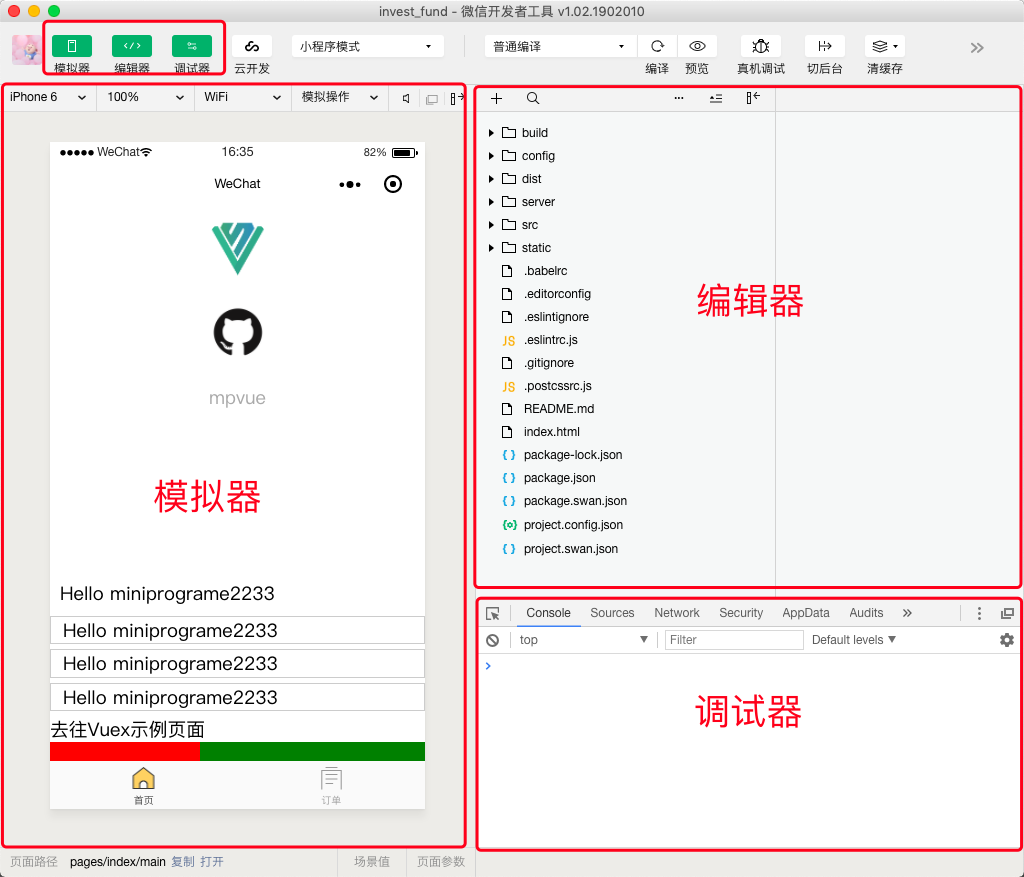 invest_fund - 微信开发者工具 v1.02.1902010
模拟器 编辑器 调试器 云开发 小程序模式 普通编译 编译 预览 真机调试 切后台 清缓存
iPhone 6 100% WiFi 模拟操作
WeChat 16:35 82%
WeChat
mpvue
模拟器
Hello miniprograme2233
Hello miniprograme2233
Hello miniprograme2233
Hello miniprograme2233
去往Vuex示例页面
首页 订单
页面路径 pages/index/main 复制 打开 场景值 页面参数
build
config
dist
server
src
static
.babelrc
.editorconfig
.eslintignore
JS .eslintrc.js
.gitignore
JS .postcssrc.js
README.md
index.html
{ } package-lock.json
{ } package.json
{ } package.swan.json
{o} project.config.json
{ } project.swan.json
编辑器
Console Sources Network Security AppData Audits »
top Filter Default levels
调试器